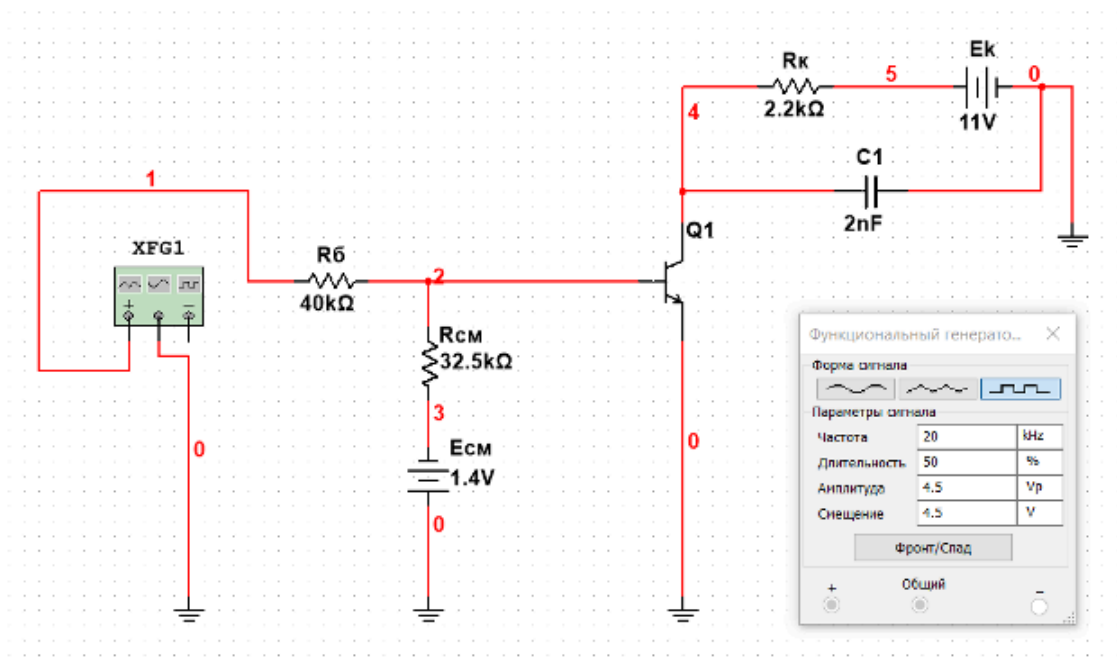 Ek
Rк
5
0
2.2kΩ
11V
4
C1
2nF
1
Q1
XFG1
Rб
2
40kΩ
Rсм
32.5kΩ
3
Eсм
1.4V
0
0
0
Функциональный генерато... ×
Форма сигнала
Параметры сигнала
Частота 20 kHz
Длительность 50 %
Амплитуда 4.5 Vp
Смещение 4.5 V
Фронт/Спад
+ Общий –